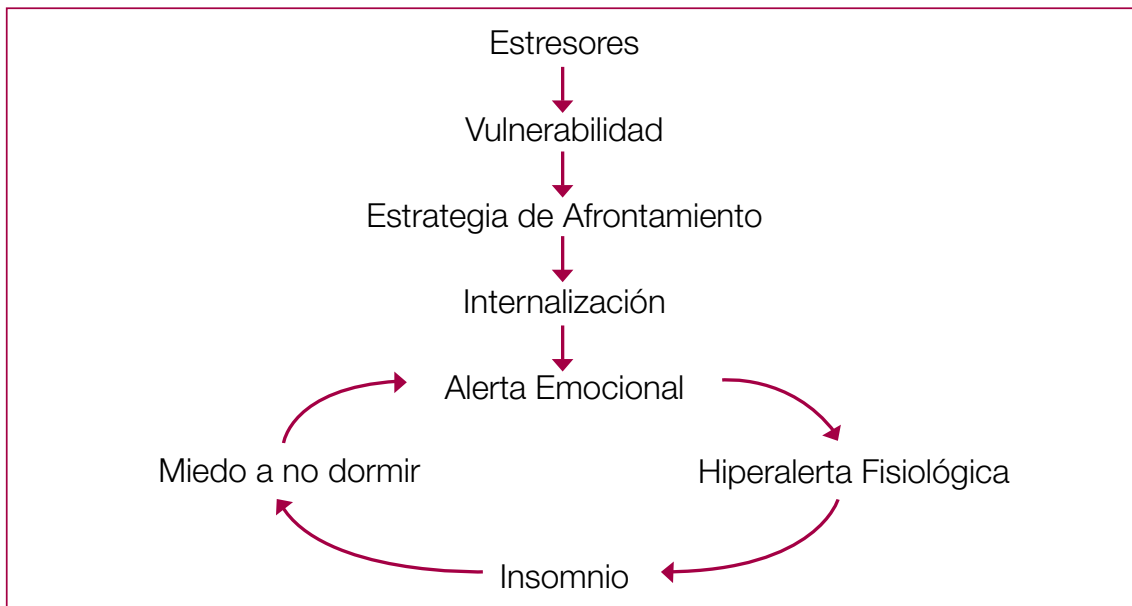 Estresores
Vulnerabilidad
Estrategia de Afrontamiento
Internalización
Alerta Emocional
Miedo a no dormir
Hiperalerta Fisiológica
Insomnio